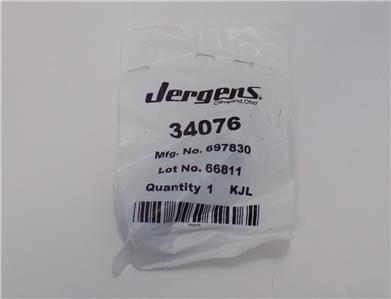 Jergens®
Cleveland, Ohio
34076
Mfg. No. 697830
Lot No. 66811
Quantity 1 KJL